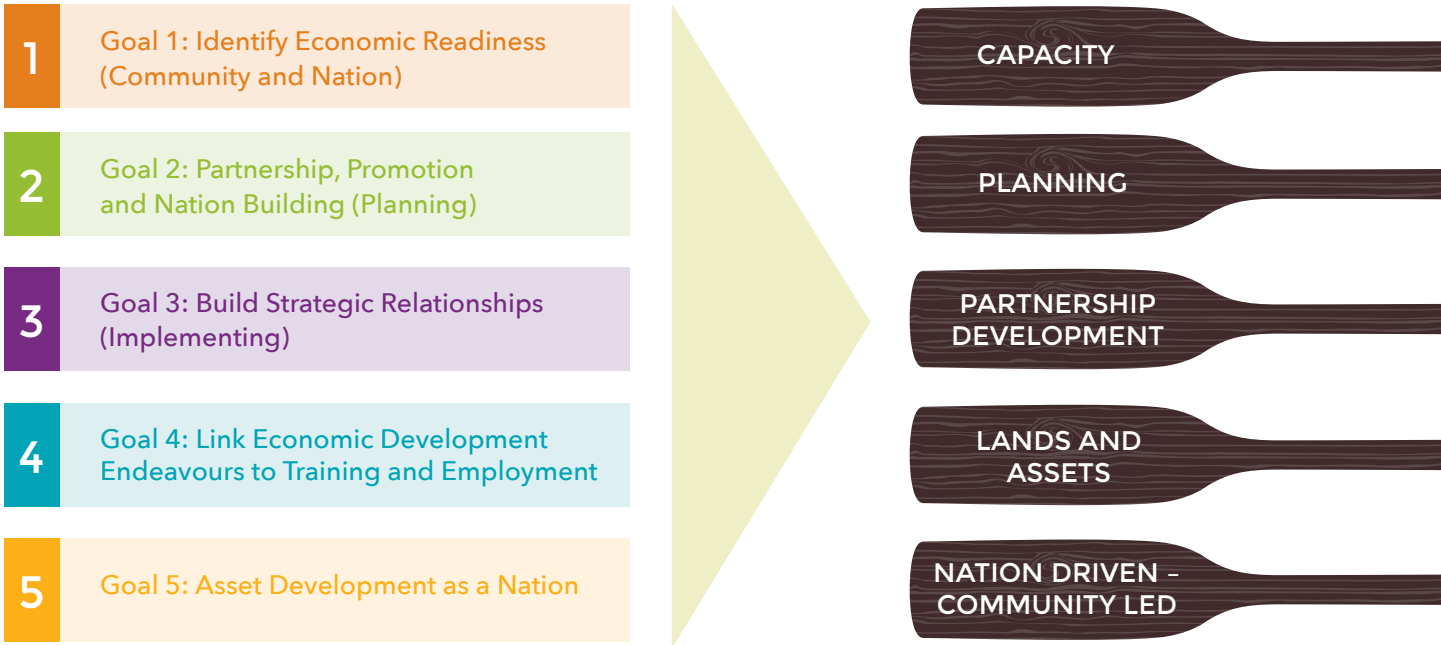 1
Goal 1: Identify Economic Readiness
(Community and Nation)
2
Goal 2: Partnership, Promotion
and Nation Building (Planning)
3
Goal 3: Build Strategic Relationships
(Implementing)
4
Goal 4: Link Economic Development
Endeavours to Training and Employment
5
Goal 5: Asset Development as a Nation
CAPACITY
PLANNING
PARTNERSHIP
DEVELOPMENT
LANDS AND
ASSETS
NATION DRIVEN –
COMMUNITY LED